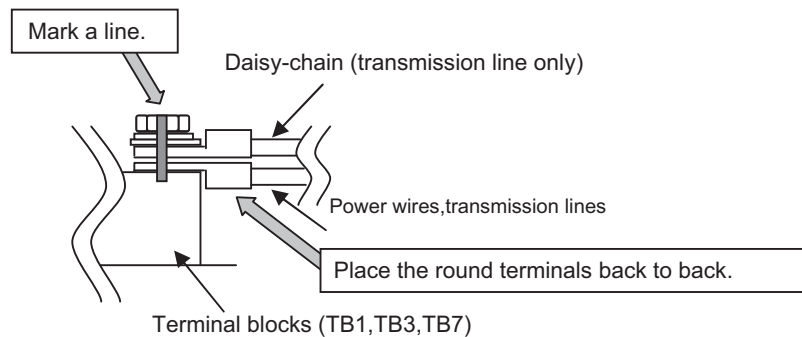 Mark a line.
Daisy-chain (transmission line only)
Power wires,transmission lines
Place the round terminals back to back.
Terminal blocks (TB1,TB3,TB7)